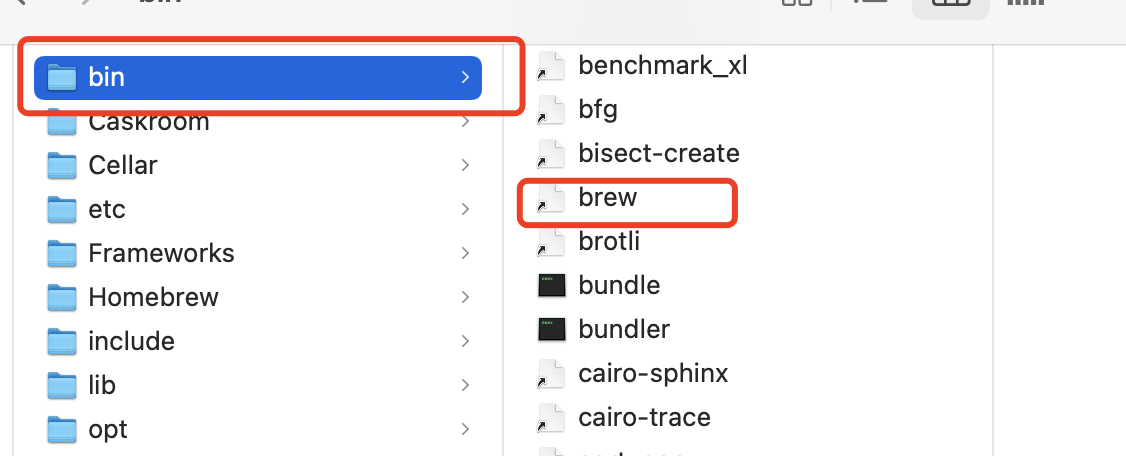 bin
bin
Caskroom
Cellar
etc
Frameworks
Homebrew
include
lib
opt
benchmark_xl
bfg
bisect-create
brew
brotli
bundle
bundler
cairo-sphinx
cairo-trace